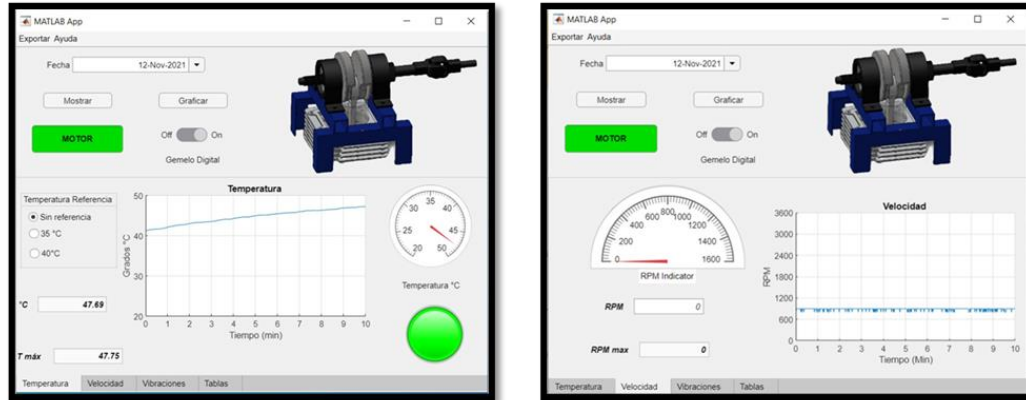 MATLAB App
Exportar Ayuda
Fecha 12-Nov-2021
Mostrar Graficar
MOTOR Off On
Gemelo Digital
Temperatura Referencia
Sin referencia
35 °C
40°C
°C 47.69
T máx 47.75
Temperatura
50
40
30
20
Grados °C
0 1 2 3 4 5 6 7 8 9 10
Tiempo (min)
20 25 30 35 40 45 50
Temperatura °C
Temperatura Velocidad Vibraciones Tablas
MATLAB App
Exportar Ayuda
Fecha 12-Nov-2021
Mostrar Graficar
MOTOR Off On
Gemelo Digital
0 200 400 600 800 1000 1200 1400 1600
RPM Indicator
RPM 0
RPM max 0
Velocidad
3600
3000
2400
1800
1200
600
0
RPM
0 1 2 3 4 5 6 7 8 9 10
Tiempo (Min)
Temperatura Velocidad Vibraciones Tablas